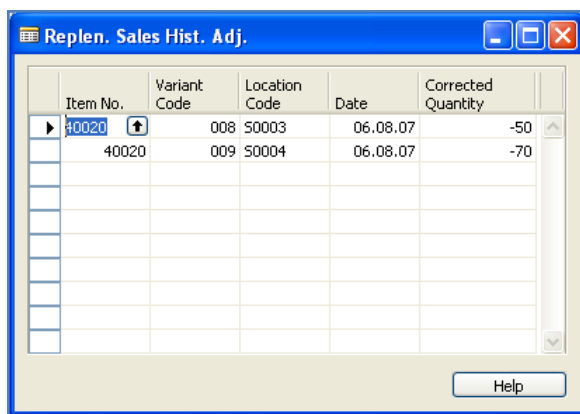 Replen. Sales Hist. Adj.
Item No. Variant Code Location Code Date Corrected Quantity
40020 008 S0003 06.08.07 -50
40020 009 S0004 06.08.07 -70
Help